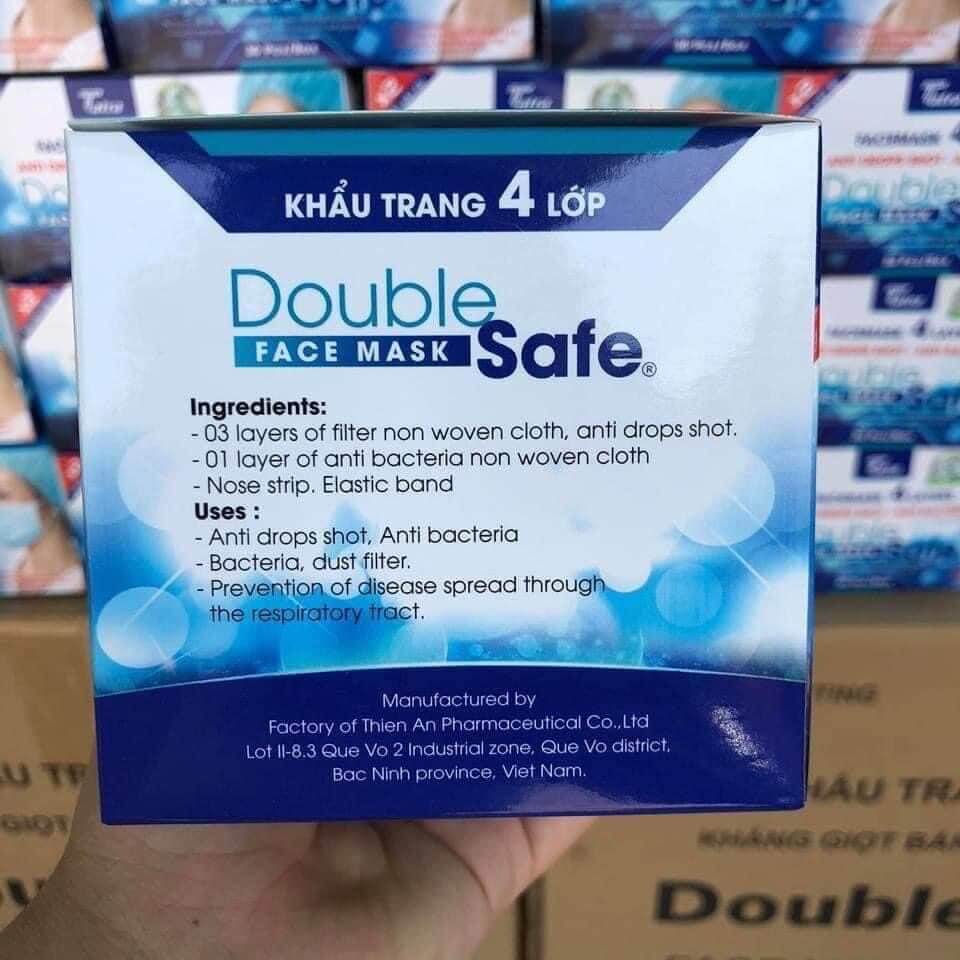 KHẨU TRANG 4 LỚP
Double
FACE MASK Safe®
Ingredients:
- 03 layers of filter non woven cloth, anti drops shot.
- 01 layer of anti bacteria non woven cloth
- Nose strip. Elastic band
Uses :
- Anti drops shot, Anti bacteria
- Bacteria, dust filter.
- Prevention of disease spread through
the respiratory tract.
Manufactured by
Factory of Thien An Pharmaceutical Co.,Ltd
Lot II-8.3 Que Vo 2 Industrial zone, Que Vo district,
Bac Ninh province, Viet Nam.
Double